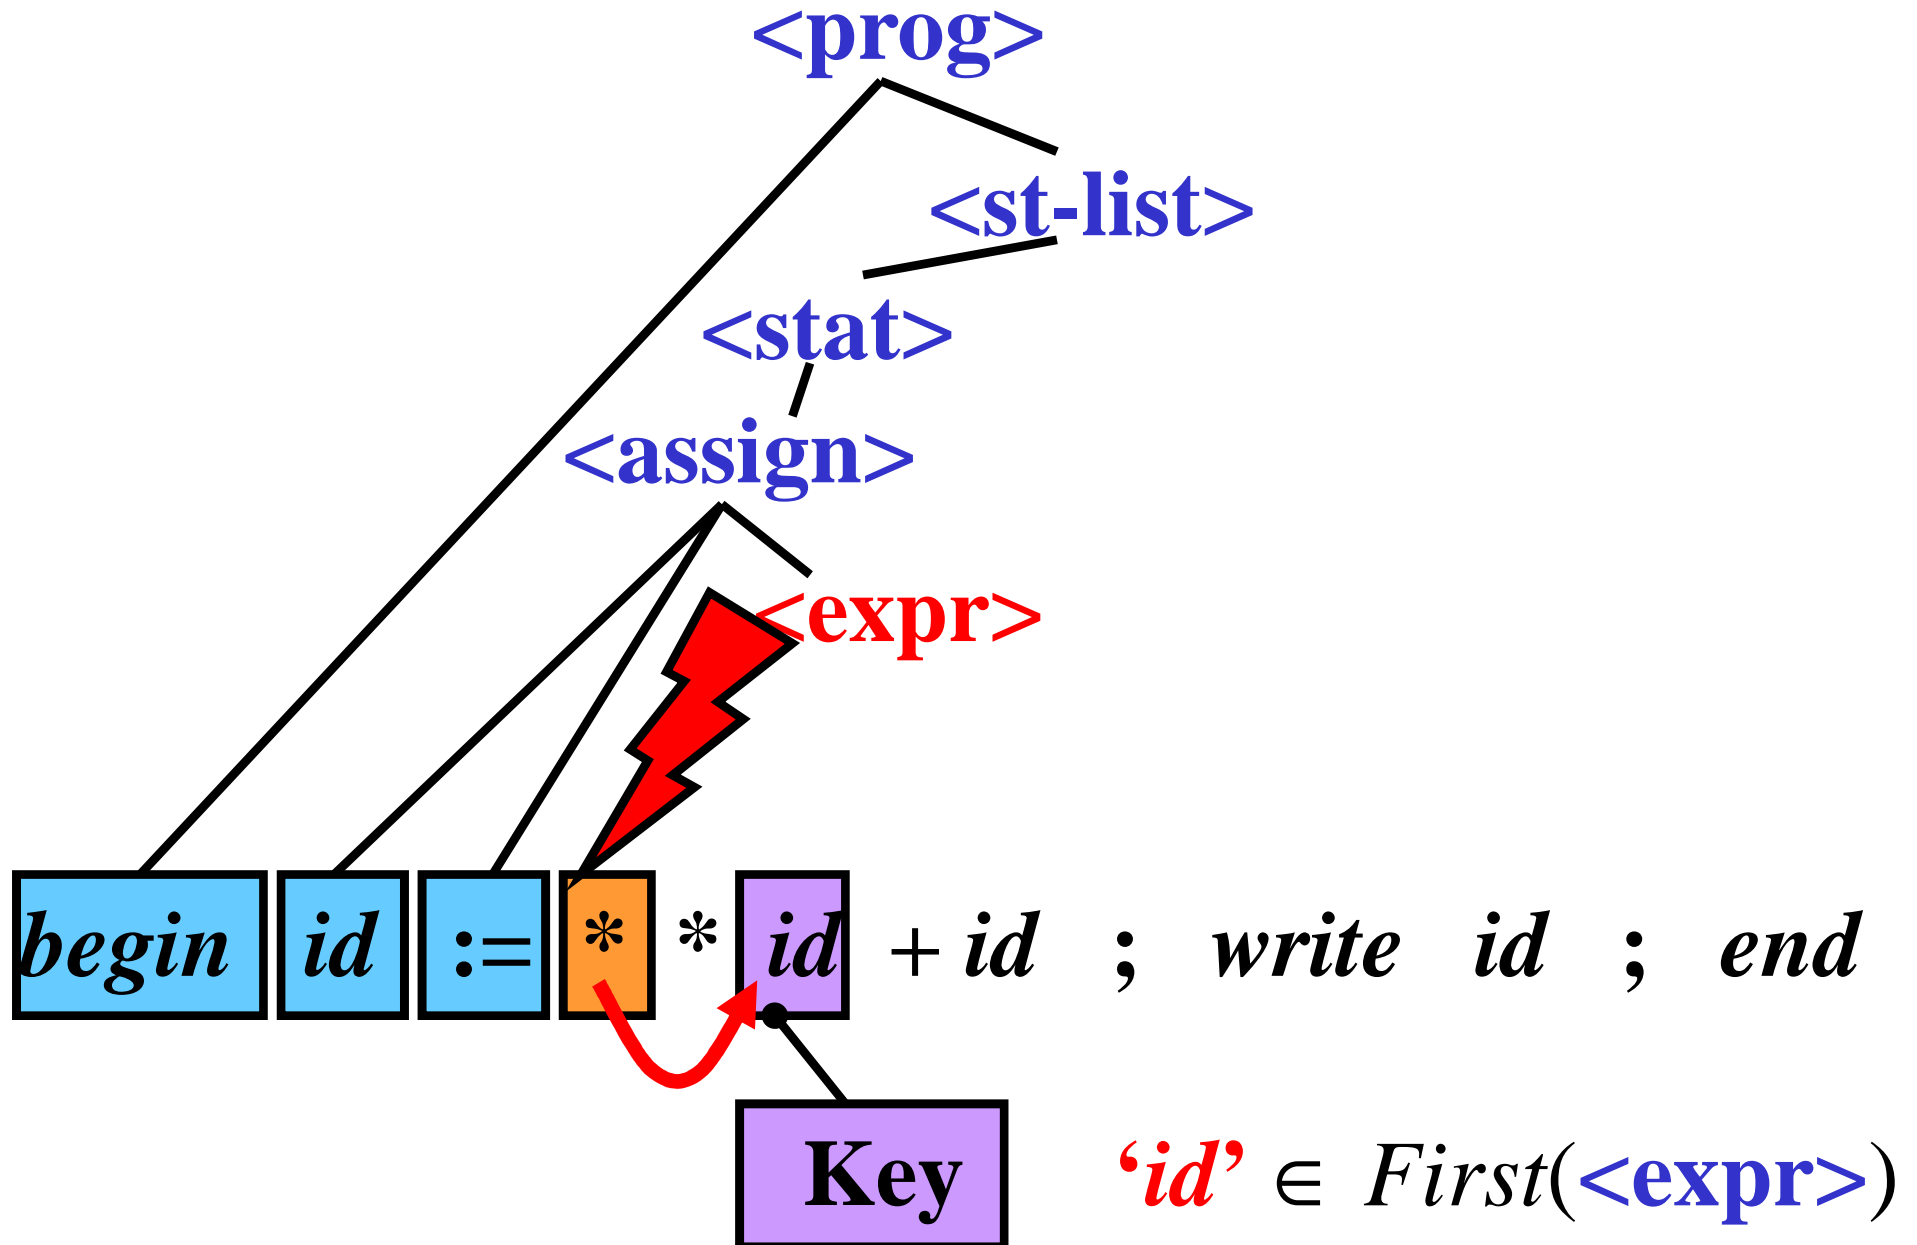 <prog>
<st-list>
<stat>
<assign>
<expr>
begin id := * * id + id ; write id ; end
Key ‘id’ ∈ First(<expr>)